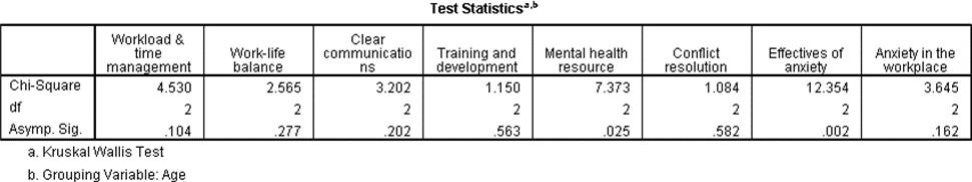 Test Statistics a,b
Workload & time management Work-life balance Clear communicatio ns Training and development Mental health resource Conflict resolution Effectives of anxiety Anxiety in the workplace
Chi-Square 4.530 2.565 3.202 1.150 7.373 1.084 12.354 3.645
df 2 2 2 2 2 2 2 2
Asymp. Sig. .104 .277 .202 .563 .025 .582 .002 .162
a. Kruskal Wallis Test
b. Grouping Variable: Age